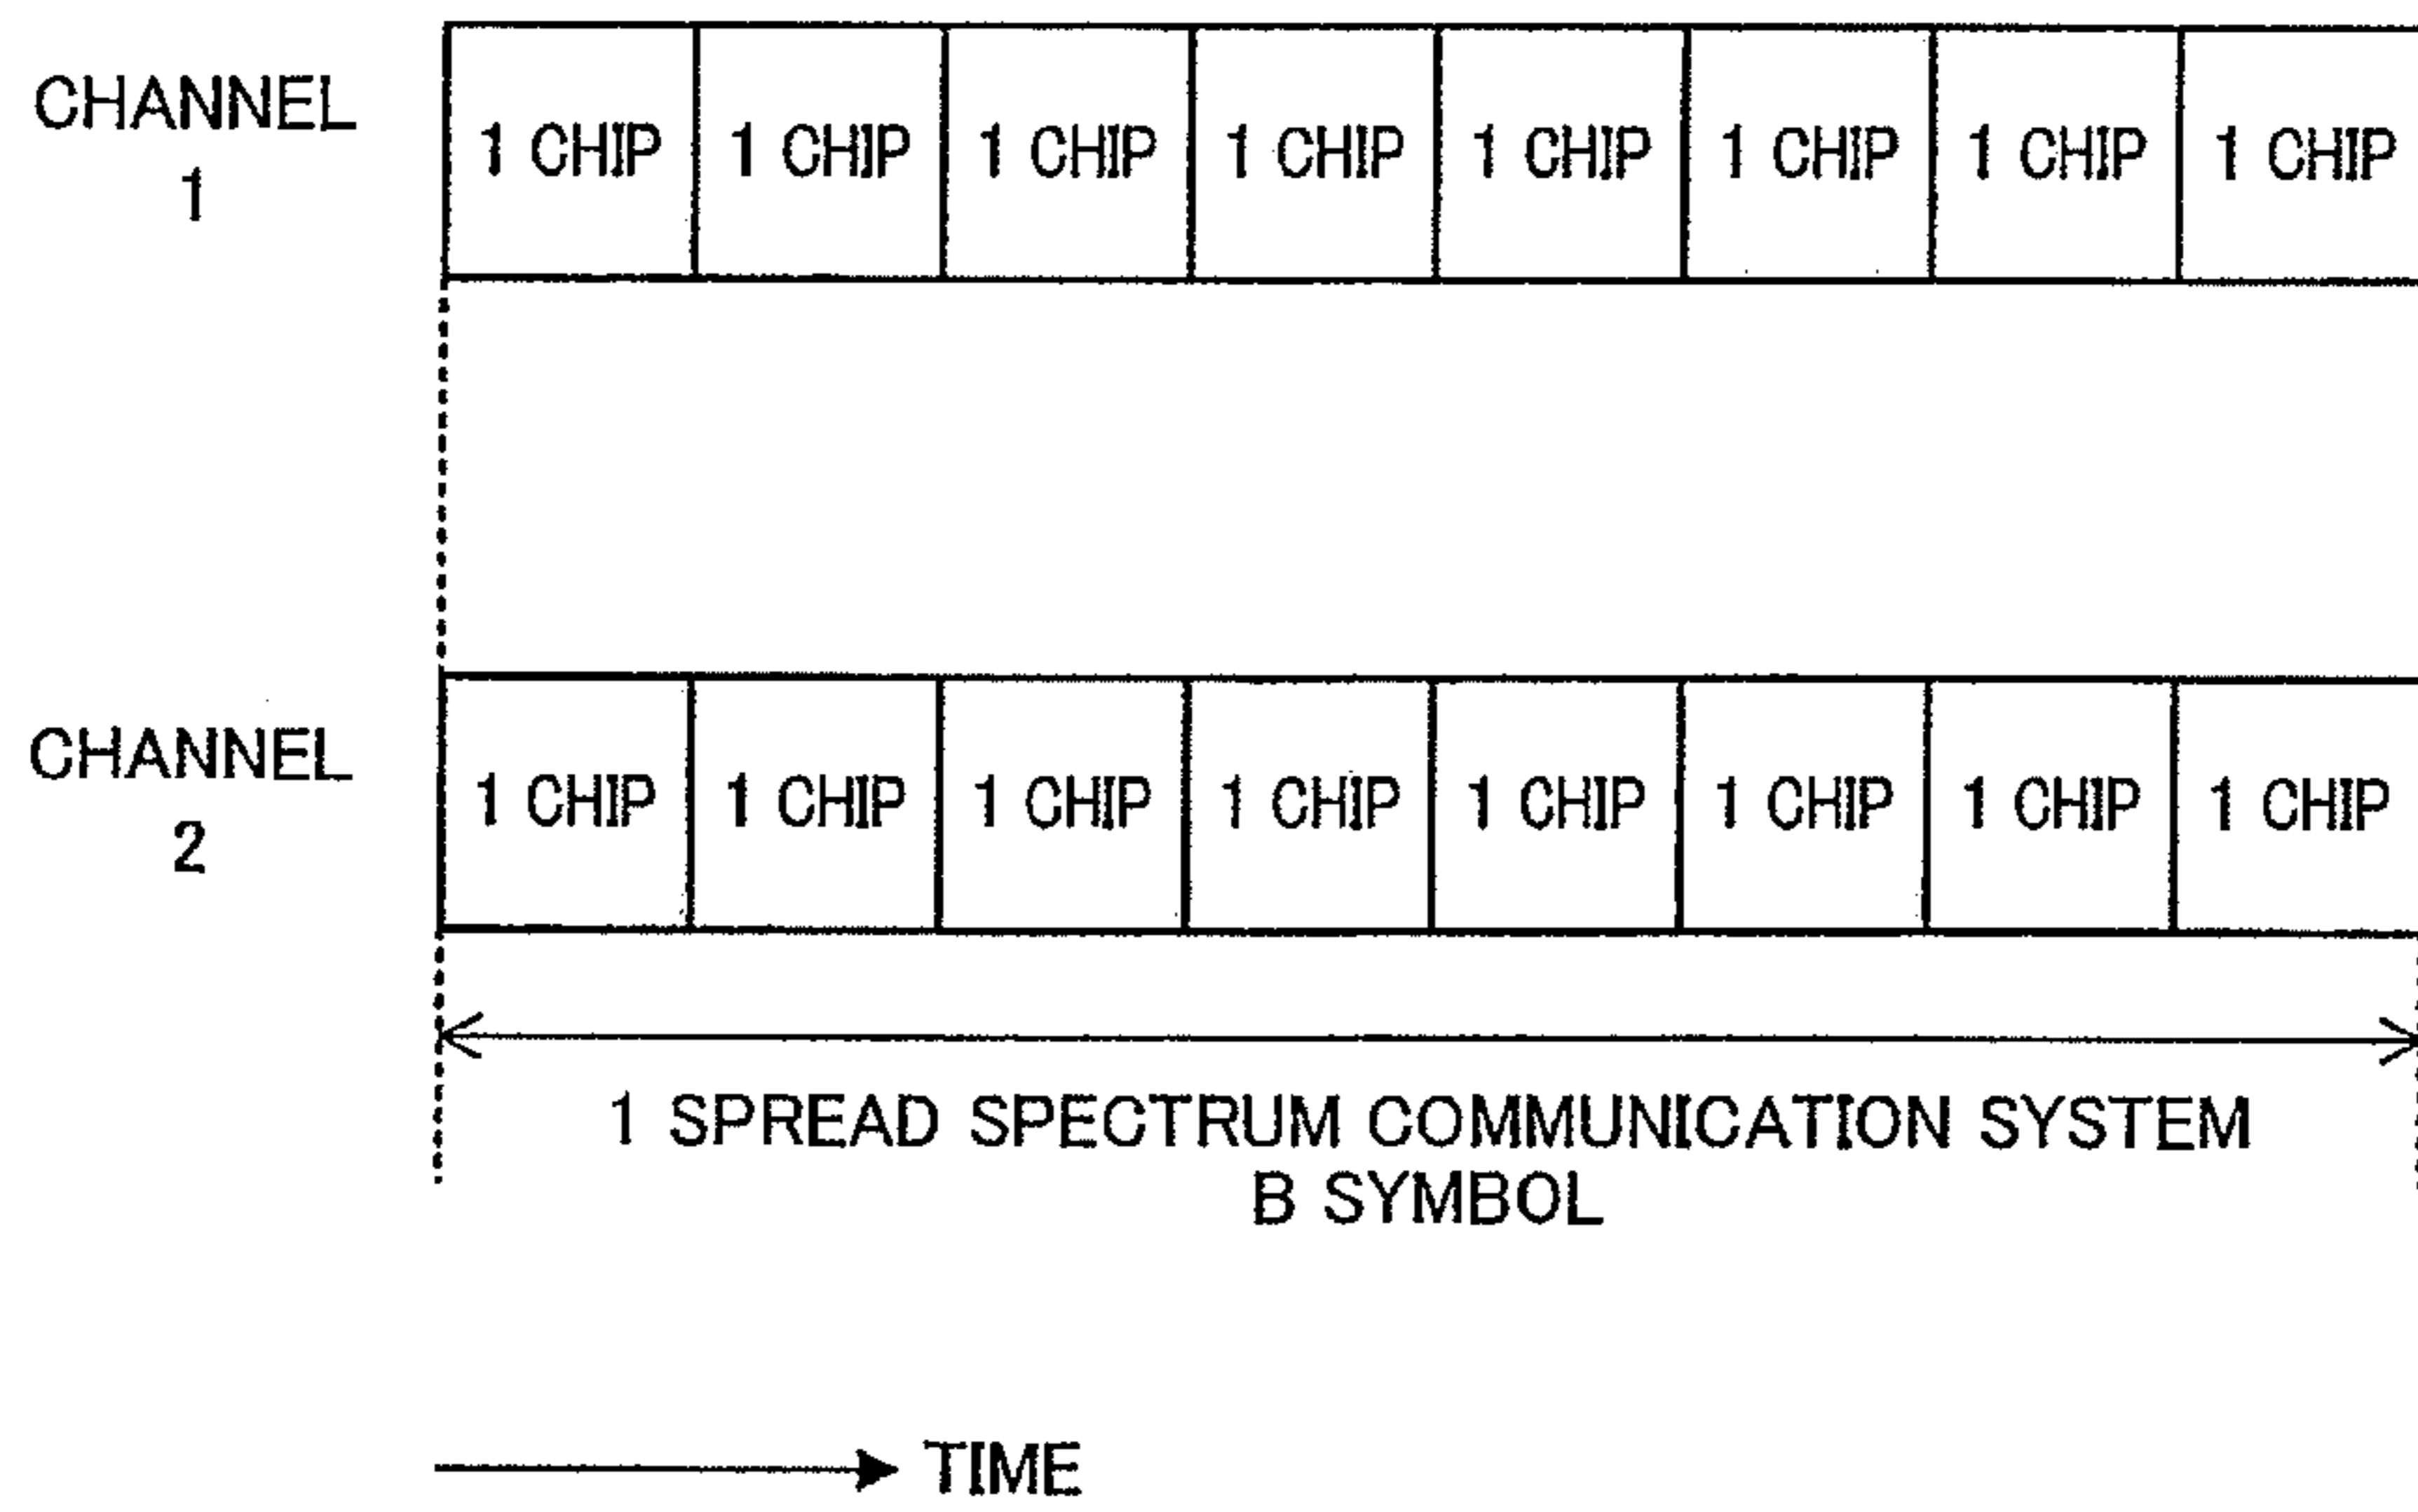 CHANNEL
1
1 CHIP 1 CHIP 1 CHIP 1 CHIP 1 CHIP 1 CHIP 1 CHIP 1 CHIP
CHANNEL
2
1 CHIP 1 CHIP 1 CHIP 1 CHIP 1 CHIP 1 CHIP 1 CHIP 1 CHIP
1 SPREAD SPECTRUM COMMUNICATION SYSTEM
B SYMBOL
TIME